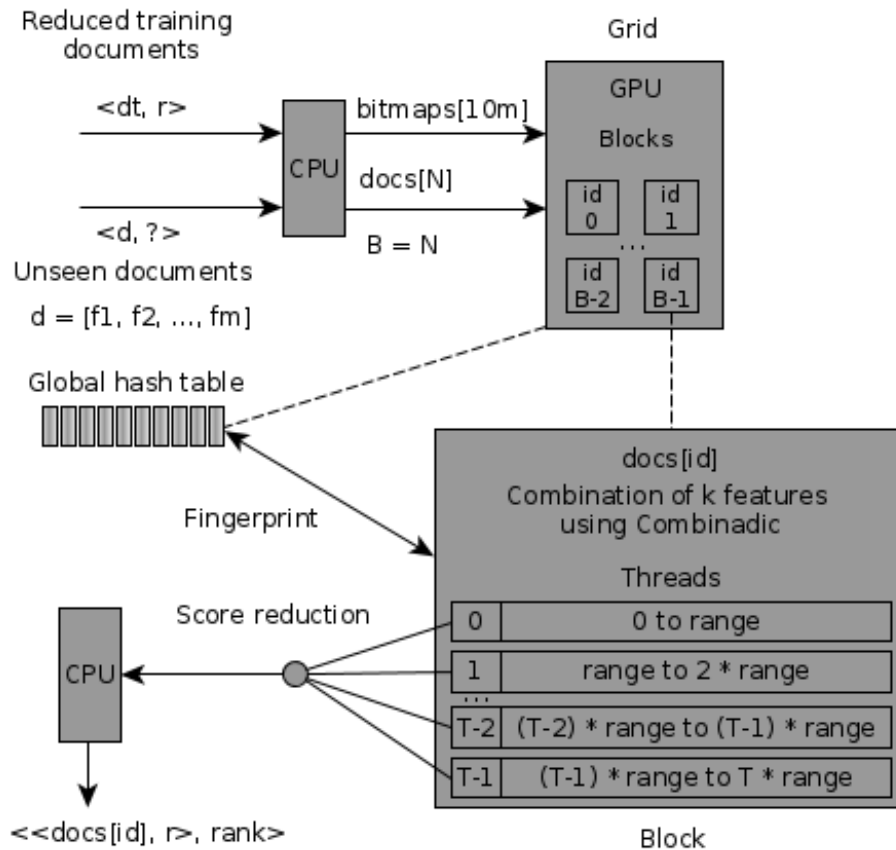 Reduced training
documents
<dt, r>
CPU
bitmaps[10m]
docs[N]
B = N
<d, ?>
Unseen documents
d = [f1, f2, ..., fm]
Grid
GPU
Blocks
id
0
id
1
...
id
B-2
id
B-1
Global hash table
Fingerprint
docs[id]
Combination of k features
using Combinadic
Threads
0 0 to range
1 range to 2 * range
...
T-2 (T-2) * range to (T-1) * range
T-1 (T-1) * range to T * range
Block
Score reduction
CPU
<<docs[id], r>, rank>